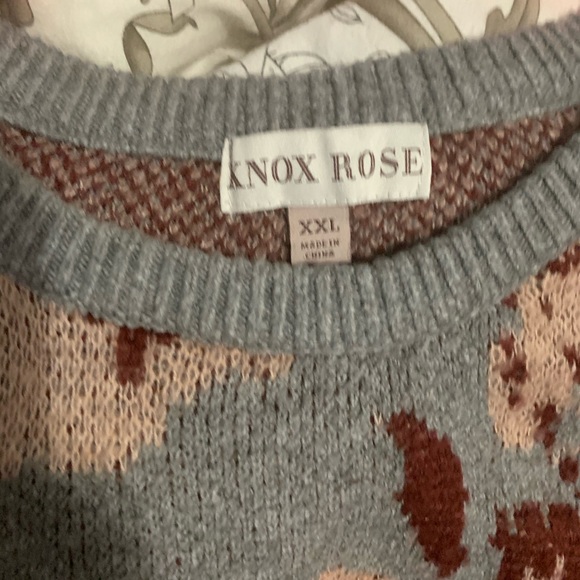 KNOX ROSE
XXL
MADE IN
CHINA